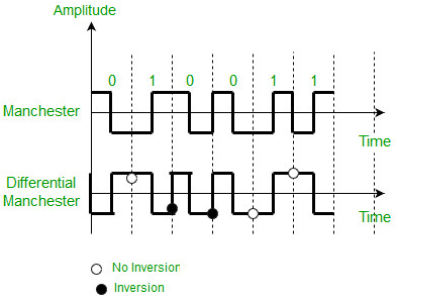 Amplitude
0 1 0 0 1 1
Manchester
Time
Differential
Manchester
Time
No Inversion
Inversion